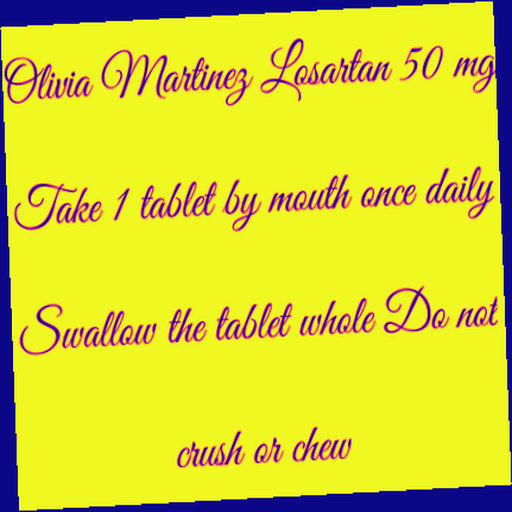 Olivia Martinez Losartan 50 mg
Take 1 tablet by mouth once daily
Swallow the tablet whole Do not
crush or chew